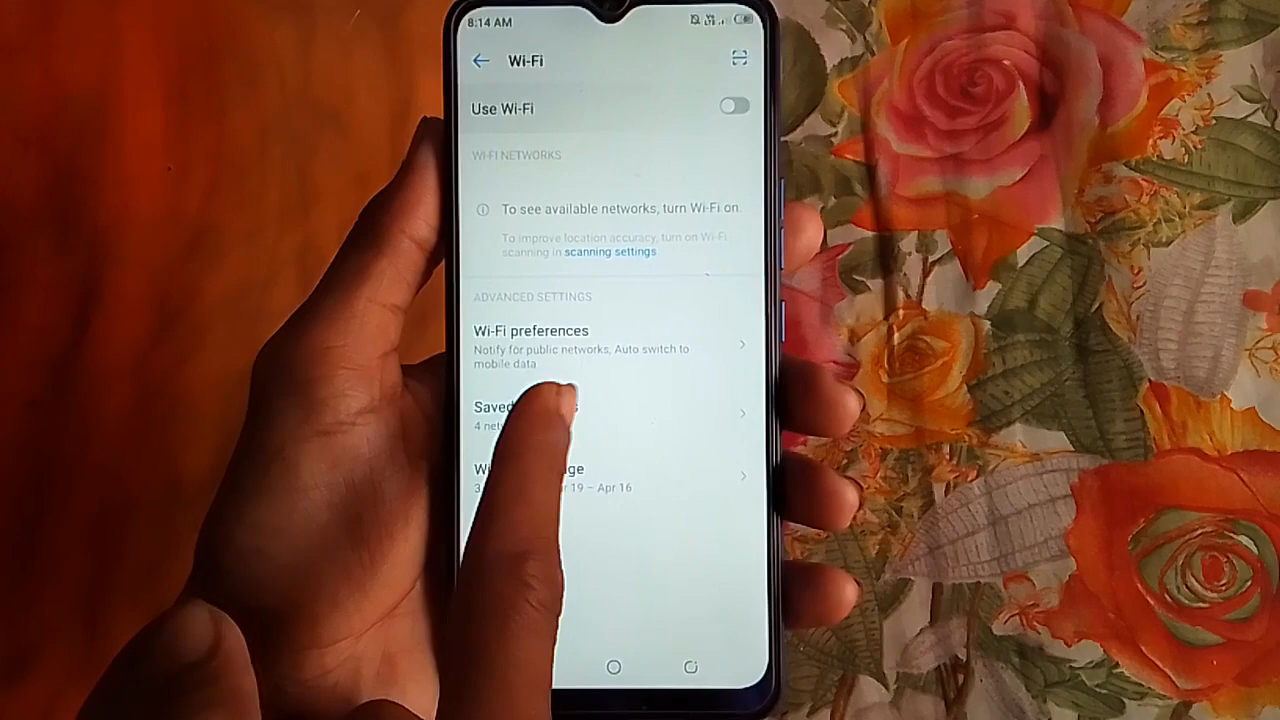 8:14 AM
Wi-Fi
Use Wi-Fi
WI-FI NETWORKS
To see available networks, turn Wi-Fi on.
To improve location accuracy, turn on Wi-Fi
scanning in scanning settings
ADVANCED SETTINGS
Wi-Fi preferences
Notify for public networks, Auto switch to
mobile data
Saved
4
19 – Apr 16